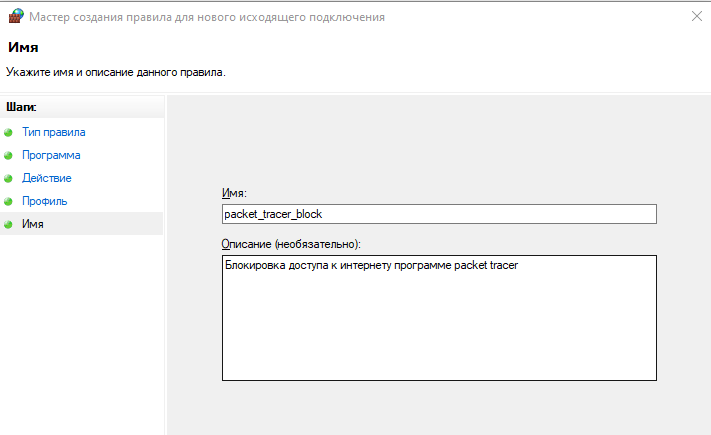 Мастер создания правила для нового исходящего подключения
Имя
Укажите имя и описание данного правила.
Шаги:
Тип правила
Программа
Действие
Профиль
Имя
Имя:
packet_tracer_block
Описание (необязательно):
Блокировка доступа к интернету программе packet tracer